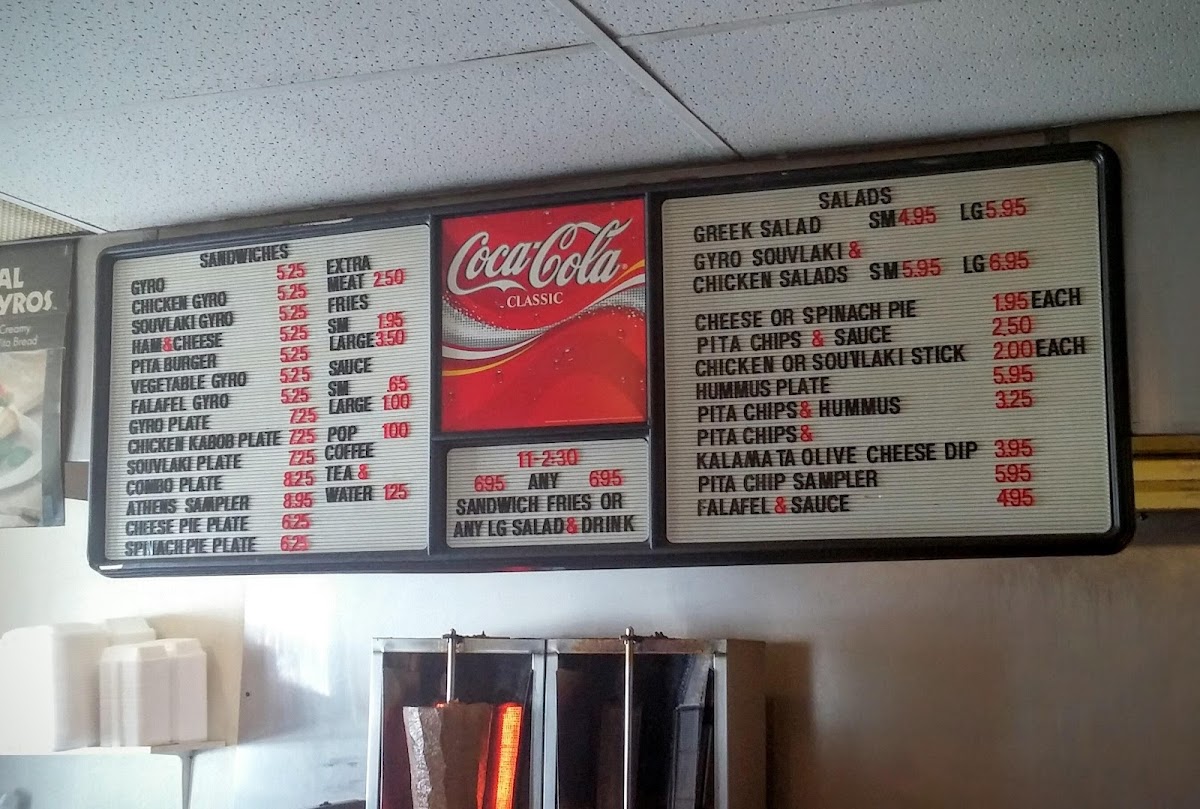 AL
YROS.
Creamy
ita Bread
SANDWICHES
GYRO 5.25
CHICKEN GYRO 5.25
SOUVLAKI GYRO 5.25
HAM&CHEESE 5.25
PITA BURGER 5.25
VEGETABLE GYRO 5.25
FALAFEL GYRO 5.25
GYRO PLATE 7.25
CHICKEN KABOB PLATE 7.25
SOUVLAKI PLATE 7.25
COMBO PLATE 8.25
ATHENS SAMPLER 8.95
CHEESE PIE PLATE 6.25
SPINACH PIE PLATE 6.25
EXTRA
MEAT 2.50
FRIES
SM 1.95
LARGE 3.50
SAUCE
SM .65
LARGE 1.00
POP 1.00
COFFEE
TEA &
WATER 1.25
Coca-Cola
CLASSIC
11-2:30
6.95 ANY 6.95
SANDWICH FRIES OR
ANY LG SALAD & DRINK
SALADS
GREEK SALAD SM 4.95 LG 5.95
GYRO SOUVLAKI &
CHICKEN SALADS SM 5.95 LG 6.95
CHEESE OR SPINACH PIE 1.95 EACH
PITA CHIPS & SAUCE 2.50
CHICKEN OR SOUVLAKI STICK 2.00 EACH
HUMMUS PLATE 5.95
PITA CHIPS & HUMMUS 3.25
PITA CHIPS &
KALAMATA OLIVE CHEESE DIP 3.95
PITA CHIP SAMPLER 5.95
FALAFEL & SAUCE 4.95